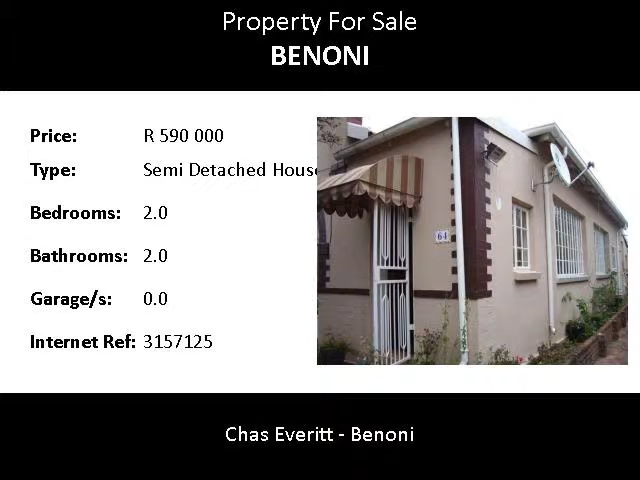 Property For Sale
BENONI
Price: R 590 000
Type: Semi Detached House
Bedrooms: 2.0
Bathrooms: 2.0
Garage/s: 0.0
Internet Ref: 3157125
64
Chas Everitt - Benoni